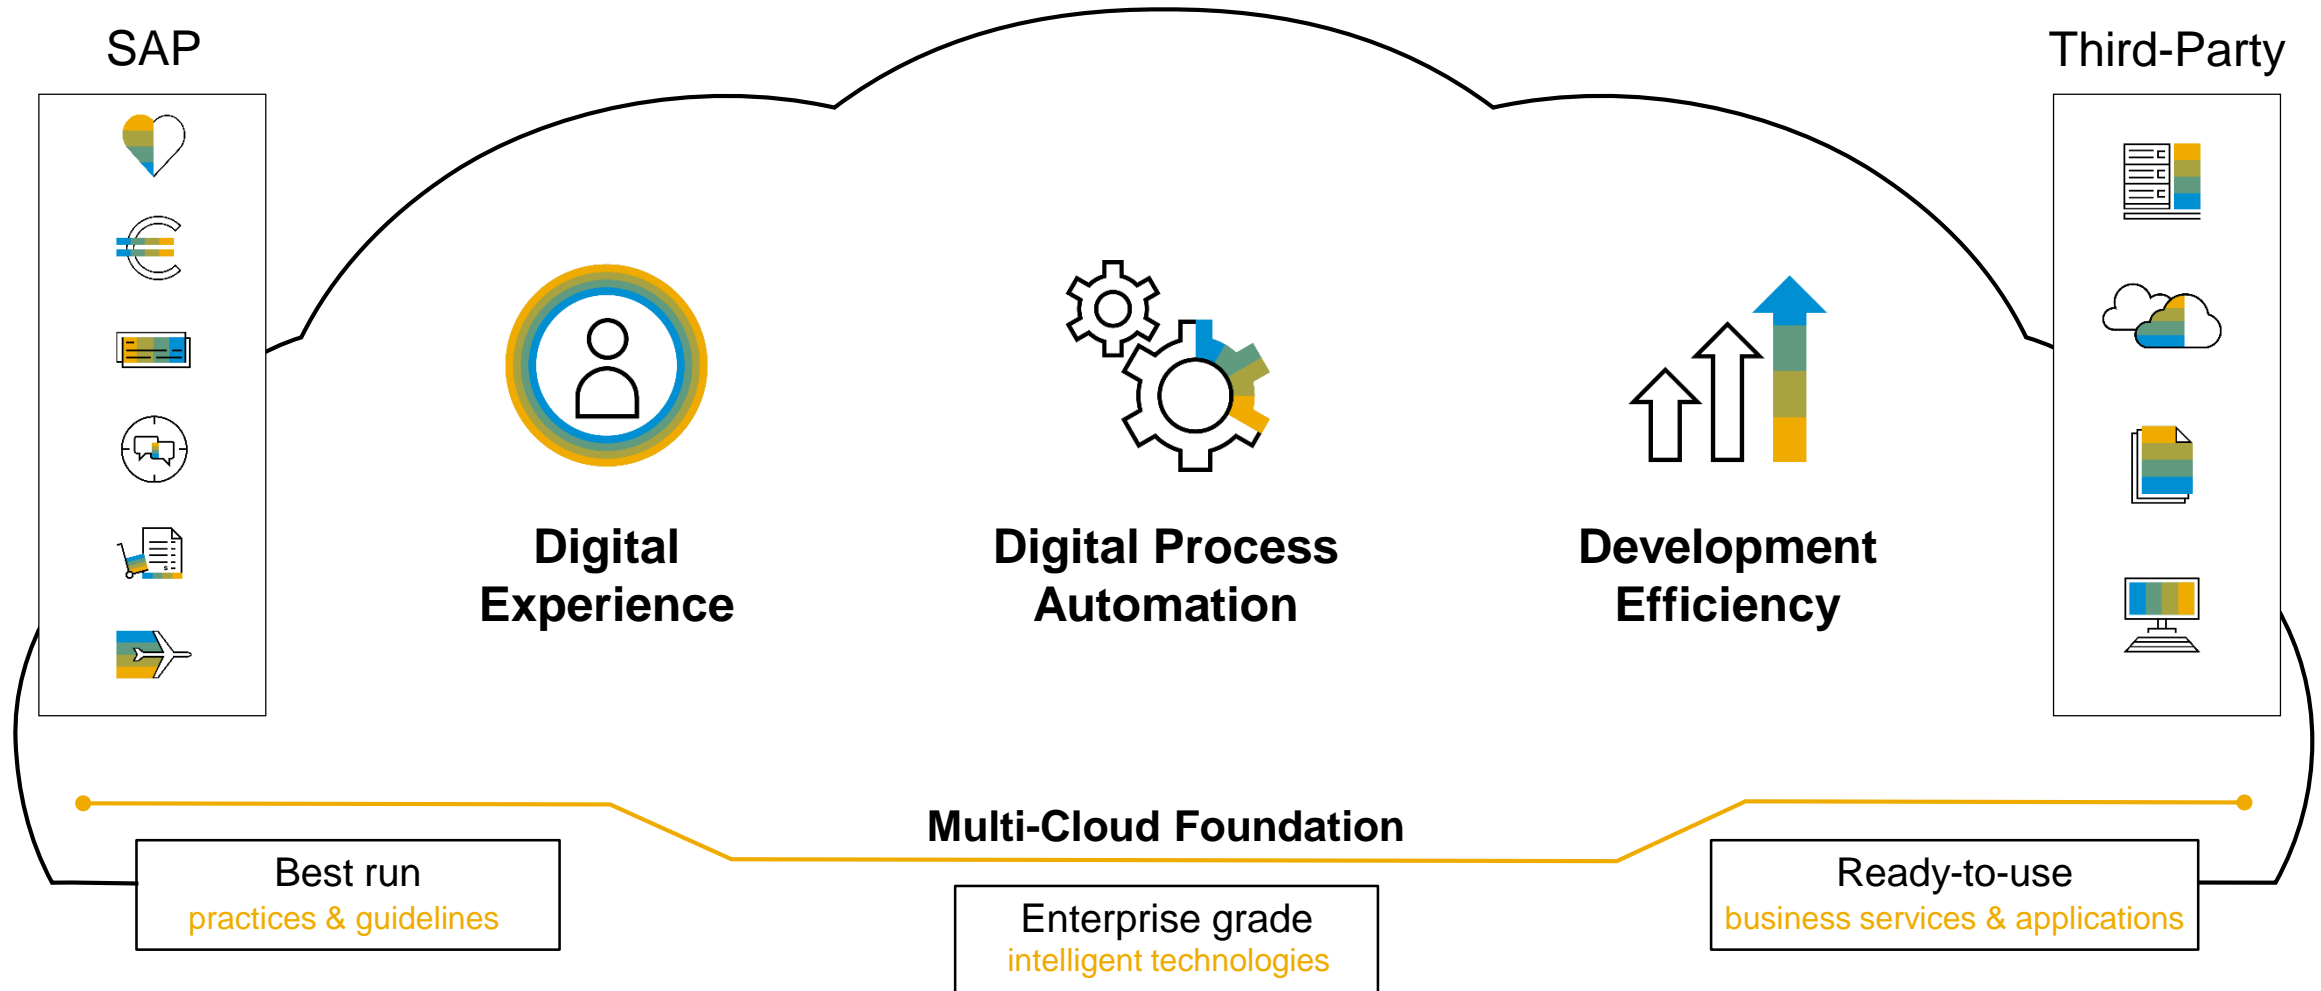 SAP
Third-Party
Digital
Experience
Digital Process
Automation
Development
Efficiency
Multi-Cloud Foundation
Best run
practices & guidelines
Enterprise grade
intelligent technologies
Ready-to-use
business services & applications